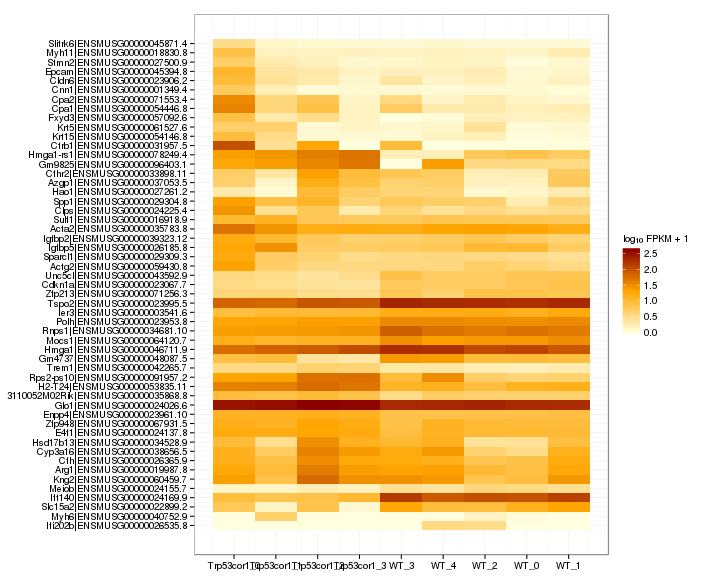 Slitrk6|ENSMUSG00000045871.4
Myh11|ENSMUSG00000018830.8
Stmn2|ENSMUSG00000027500.9
Epcam|ENSMUSG00000045394.8
Cldn6|ENSMUSG00000023906.2
Cnn1|ENSMUSG00000001349.4
Cpa2|ENSMUSG00000071553.4
Cpa1|ENSMUSG00000054446.8
Fxyd3|ENSMUSG00000057092.6
Krt5|ENSMUSG00000061527.6
Krt15|ENSMUSG00000054146.8
Ctrb1|ENSMUSG00000031957.5
Hmga1-rs1|ENSMUSG00000078249.4
Gm9825|ENSMUSG00000096403.1
C1hr2|ENSMUSG00000033898.11
Azgp1|ENSMUSG00000037053.5
Hao1|ENSMUSG00000027261.2
Spp1|ENSMUSG00000029304.8
Clps|ENSMUSG00000024225.4
Sulf1|ENSMUSG00000016918.9
Acta2|ENSMUSG00000035783.8
Igfbp2|ENSMUSG00000039323.12
Igfbp5|ENSMUSG00000026185.8
Sparcl1|ENSMUSG00000029309.3
Actg2|ENSMUSG00000059430.8
Unc5cl|ENSMUSG00000043592.9
Cdkn1a|ENSMUSG00000023067.7
Zfp213|ENSMUSG00000071256.3
Tspo2|ENSMUSG00000023995.5
Ier3|ENSMUSG00000003541.6
Polh|ENSMUSG00000023953.8
Rnps1|ENSMUSG00000034681.10
Mocs1|ENSMUSG00000064120.7
Hmga1|ENSMUSG00000046711.9
Gm4737|ENSMUSG00000048087.5
Trem1|ENSMUSG00000042265.7
Rps2-ps10|ENSMUSG00000091957.2
H2-T24|ENSMUSG00000053835.11
3110052M02Rik|ENSMUSG00000035868.8
Glo1|ENSMUSG00000024026.6
Enpp4|ENSMUSG00000023961.10
Zfp948|ENSMUSG00000067931.5
E4f1|ENSMUSG00000024137.8
Hsd17b13|ENSMUSG00000034528.9
Cyp3a16|ENSMUSG00000038656.5
Cfh|ENSMUSG00000026365.9
Arg1|ENSMUSG00000019987.8
Kng2|ENSMUSG00000060459.7
Meiob|ENSMUSG00000024155.7
Ift140|ENSMUSG00000024169.9
Slc15a2|ENSMUSG00000022899.2
Myh6|ENSMUSG00000040752.9
Ifi202b|ENSMUSG00000026535.8
Trp53cor1_0 Trp53cor1_1 Trp53cor1_2 Trp53cor1_3 WT_3 WT_4 WT_2 WT_0 WT_1
log10 FPKM + 1
2.5
2.0
1.5
1.0
0.5
0.0